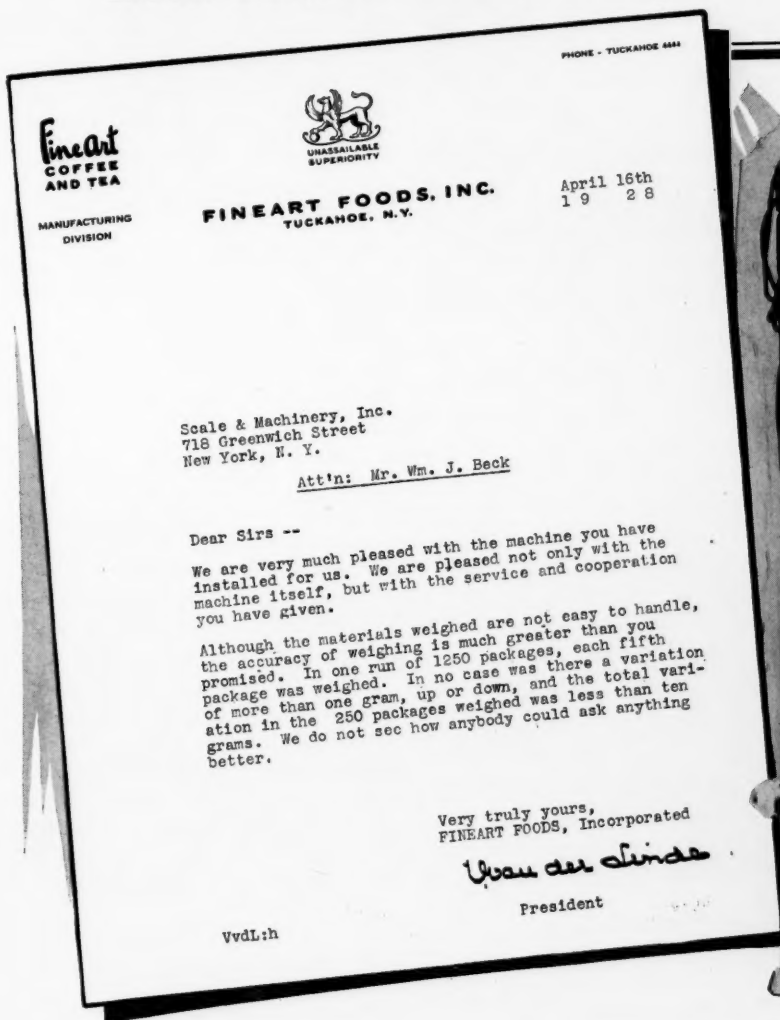 PHONE - TUCKAHOE 4444
Fineart
COFFEE
AND TEA
MANUFACTURING
DIVISION
UNASSAILABLE
SUPERIORITY
FINEART FOODS, INC.
TUCKAHOE, N.Y.
April 16th
19 28
Scale & Machinery, Inc.
718 Greenwich Street
New York, N. Y.
Att'n: Mr. Wm. J. Beck
Dear Sirs --
We are very much pleased with the machine you have
installed for us. We are pleased not only with the
machine itself, but with the service and cooperation
you have given.
Although the materials weighed are not easy to handle,
the accuracy of weighing is much greater than you
promised. In one run of 1250 packages, each fifth
package was weighed. In no case was there a variation
of more than one gram, up or down, and the total vari-
ation in the 250 packages weighed was less than ten
grams. We do not see how anybody could ask anything
better.
Very truly yours,
FINEART FOODS, Incorporated
V van der Linde
President
VvdL:h